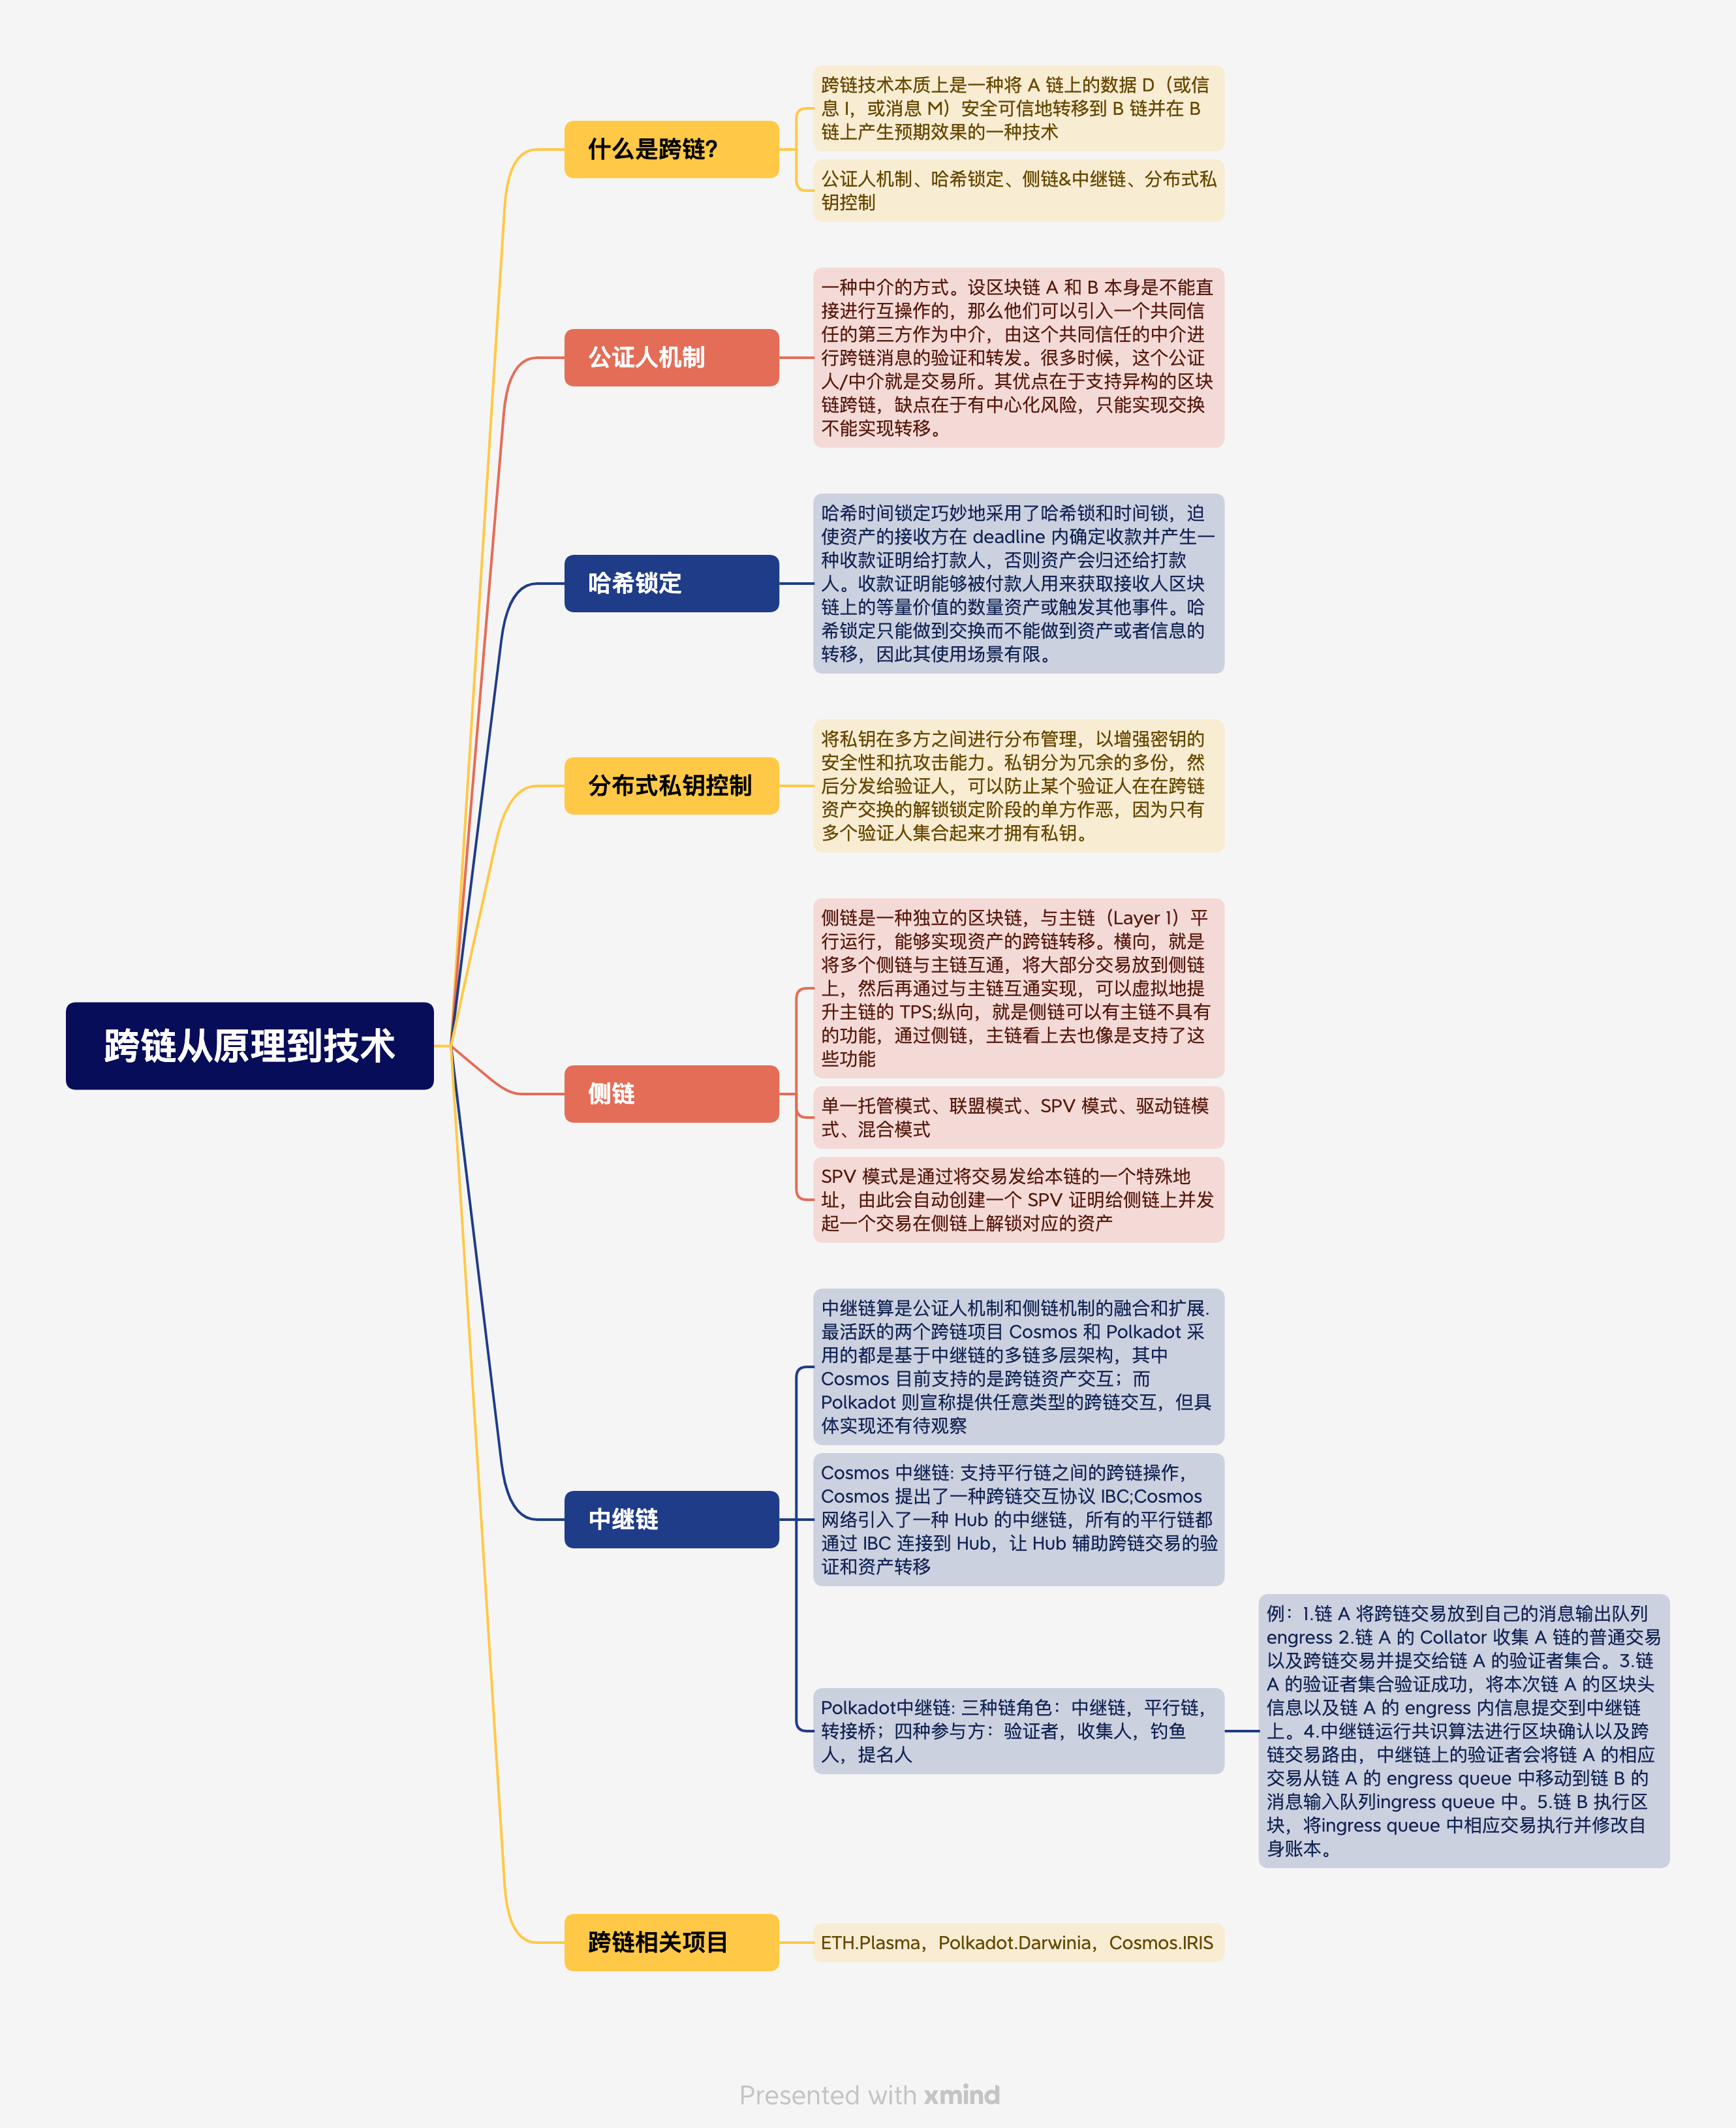 跨链从原理到技术
什么是跨链?
跨链技术本质上是一种将 A 链上的数据 D（或信
息 I，或消息 M）安全可信地转移到 B 链并在 B
链上产生预期效果的一种技术
公证人机制、哈希锁定、侧链&中继链、分布式私
钥控制
公证人机制
一种中介的方式。设区块链 A 和 B 本身是不能直
接进行互操作的，那么他们可以引入一个共同信
任的第三方作为中介，由这个共同信任的中介进
行跨链消息的验证和转发。很多时候，这个公证
人/中介就是交易所。其优点在于支持异构的区块
链跨链，缺点在于有中心化风险，只能实现交换
不能实现转移。
哈希锁定
哈希时间锁定巧妙地采用了哈希锁和时间锁，迫
使资产的接收方在 deadline 内确定收款并产生一
种收款证明给打款人，否则资产会归还给打款
人。收款证明能够被付款人用来获取接收人区块
链上的等量价值的数量资产或触发其他事件。哈
希锁定只能做到交换而不能做到资产或者信息的
转移，因此其使用场景有限。
分布式私钥控制
将私钥在多方之间进行分布管理，以增强密钥的
安全性和抗攻击能力。私钥分为冗余的多份，然
后分发给验证人，可以防止某个验证人在在跨链
资产交换的解锁锁定阶段的单方作恶，因为只有
多个验证人集合起来才拥有私钥。
侧链
侧链是一种独立的区块链，与主链（Layer 1）平
行运行，能够实现资产的跨链转移。横向，就是
将多个侧链与主链互通，将大部分交易放到侧链
上，然后再通过与主链互通实现，可以虚拟地提
升主链的 TPS;纵向，就是侧链可以有主链不具有
的功能，通过侧链，主链看上去也像是支持了这
些功能
单一托管模式、联盟模式、SPV 模式、驱动链模
式、混合模式
SPV 模式是通过将交易发给本链的一个特殊地
址，由此会自动创建一个 SPV 证明给侧链上并发
起一个交易在侧链上解锁对应的资产
中继链
中继链算是公证人机制和侧链机制的融合和扩展.
最活跃的两个跨链项目 Cosmos 和 Polkadot 采
用的都是基于中继链的多链多层架构，其中
Cosmos 目前支持的是跨链资产交互；而
Polkadot 则宣称提供任意类型的跨链交互，但具
体实现还有待观察
Cosmos 中继链: 支持平行链之间的跨链操作，
Cosmos 提出了一种跨链交互协议 IBC;Cosmos
网络引入了一种 Hub 的中继链，所有的平行链都
通过 IBC 连接到 Hub，让 Hub 辅助跨链交易的验
证和资产转移
Polkadot中继链: 三种链角色：中继链，平行链，
转接桥；四种参与方：验证者，收集人，钓鱼
人，提名人
例：1.链 A 将跨链交易放到自己的消息输出队列
engress 2.链 A 的 Collator 收集 A 链的普通交易
以及跨链交易并提交给链 A 的验证者集合。3.链
A 的验证者集合验证成功，将本次链 A 的区块头
信息以及链 A 的 engress 内信息提交到中继链
上。4.中继链运行共识算法进行区块确认以及跨
链交易路由，中继链上的验证者会将链 A 的相应
交易从链 A 的 engress queue 中移动到链 B 的
消息输入队列ingress queue 中。5.链 B 执行区
块，将ingress queue 中相应交易执行并修改自
身账本。
跨链相关项目
ETH.Plasma，Polkadot.Darwinia，Cosmos.IRIS
Presented with xmind